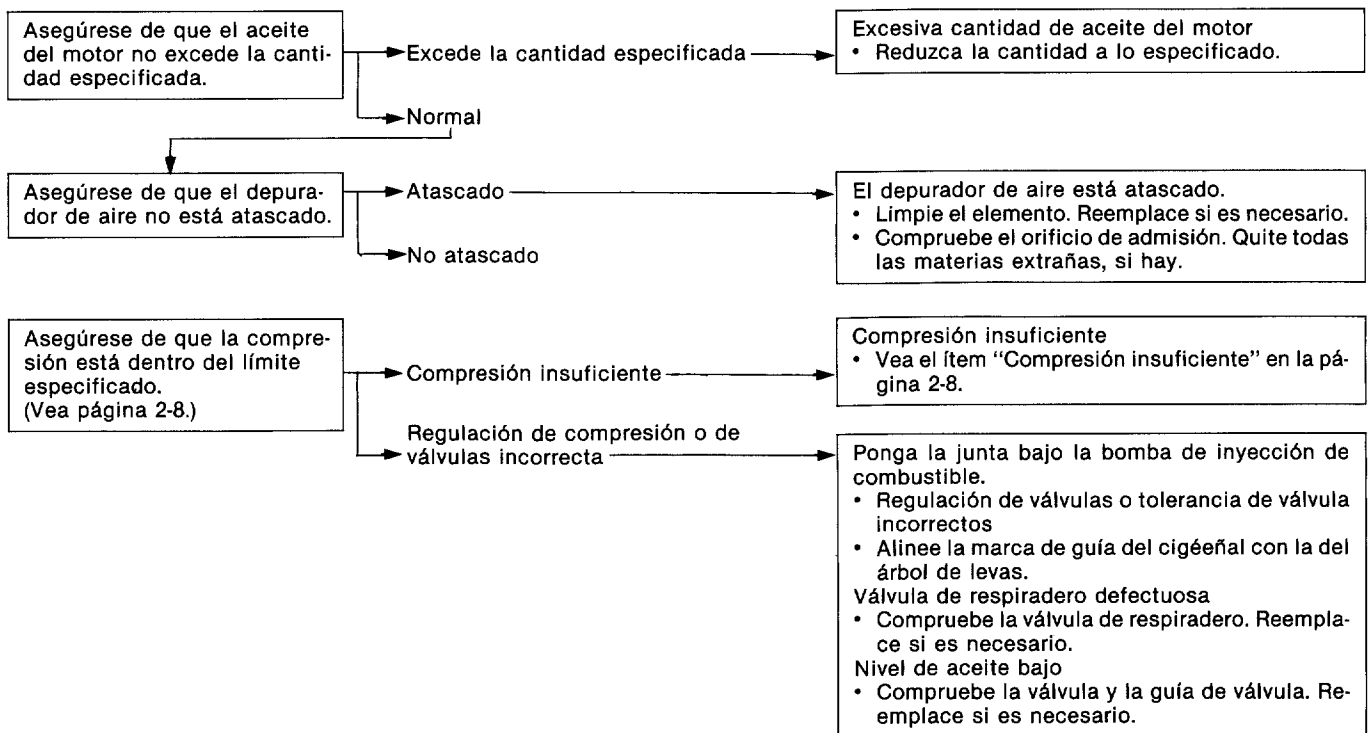 Asegúrese de que el aceite
del motor no excede la canti-
dad especificada.
Excede la cantidad especificada
Excesiva cantidad de aceite del motor
• Reduzca la cantidad a lo especificado.
Normal
Asegúrese de que el depura-
dor de aire no está atascado.
Atascado
El depurador de aire está atascado.
• Limpie el elemento. Reemplace si es necesario.
• Compruebe el orificio de admisión. Quite todas
las materias extrañas, si hay.
No atascado
Asegúrese de que la compre-
sión está dentro del límite
especificado.
(Vea página 2-8.)
Compresión insuficiente
Compresión insuficiente
• Vea el ítem "Compresión insuficiente" en la pá-
gina 2-8.
Regulación de compresión o de
válvulas incorrecta
Ponga la junta bajo la bomba de inyección de
combustible.
• Regulación de válvulas o tolerancia de válvula
incorrectos
• Alinee la marca de guía del cigéeñal con la del
árbol de levas.
Válvula de respiradero defectuosa
• Compruebe la válvula de respiradero. Reempla-
ce si es necesario.
Nivel de aceite bajo
• Compruebe la válvula y la guía de válvula. Re-
emplace si es necesario.